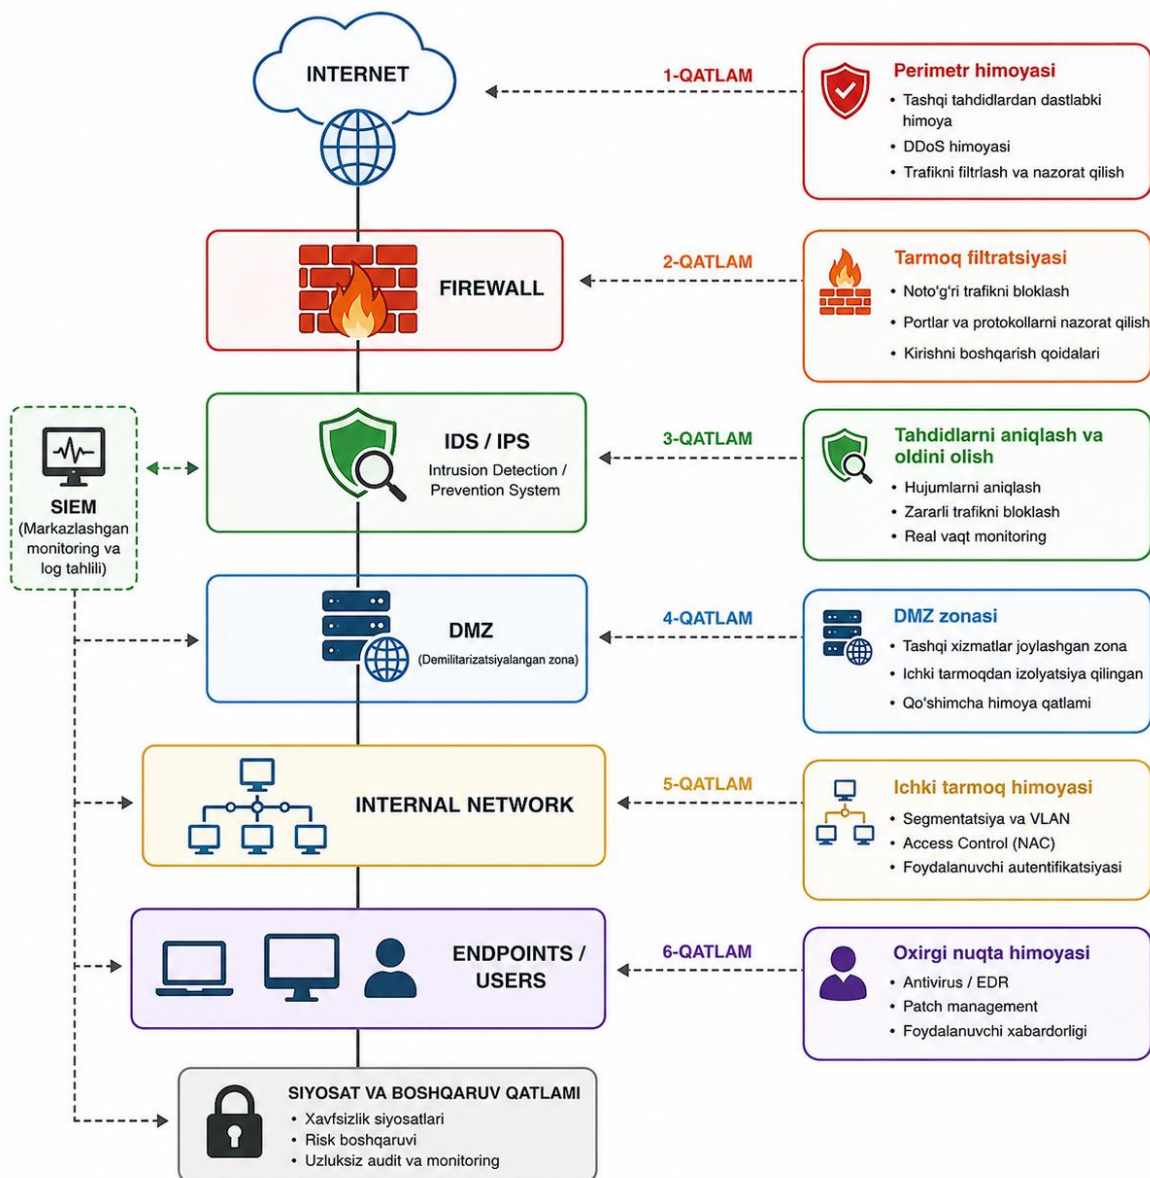 INTERNET
1-QATLAM
Perimetr himoyasi
• Tashqi tahdidlardan dastlabki
himoya
• DDoS himoyasi
• Trafikni filtrlash va nazorat qilish
FIREWALL
2-QATLAM
Tarmoq filtratsiyasi
• Noto'g'ri trafikni bloklash
• Portlar va protokollarni nazorat qilish
• Kirishni boshqarish qoidalari
SIEM
(Markazlashgan
monitoring va
log tahlili)
IDS / IPS
Intrusion Detection /
Prevention System
3-QATLAM
Tahdidlarni aniqlash va
oldini olish
• Hujumlarni aniqlash
• Zararli trafikni bloklash
• Real vaqt monitoring
DMZ
(Demilitarizatsiyalangan zona)
4-QATLAM
DMZ zonasi
• Tashqi xizmatlar joylashgan zona
• Ichki tarmoqdan izolyatsiya qilingan
• Qo'shimcha himoya qatlami
INTERNAL NETWORK
5-QATLAM
Ichki tarmoq himoyasi
• Segmentatsiya va VLAN
• Access Control (NAC)
• Foydalanuvchi autentifikatsiyasi
ENDPOINTS /
USERS
6-QATLAM
Oxirgi nuqta himoyasi
• Antivirus / EDR
• Patch management
• Foydalanuvchi xabardorligi
SIYOSAT VA BOSHQARUV QATLAMI
• Xavfsizlik siyosatlari
• Risk boshqaruvi
• Uzluksiz audit va monitoring